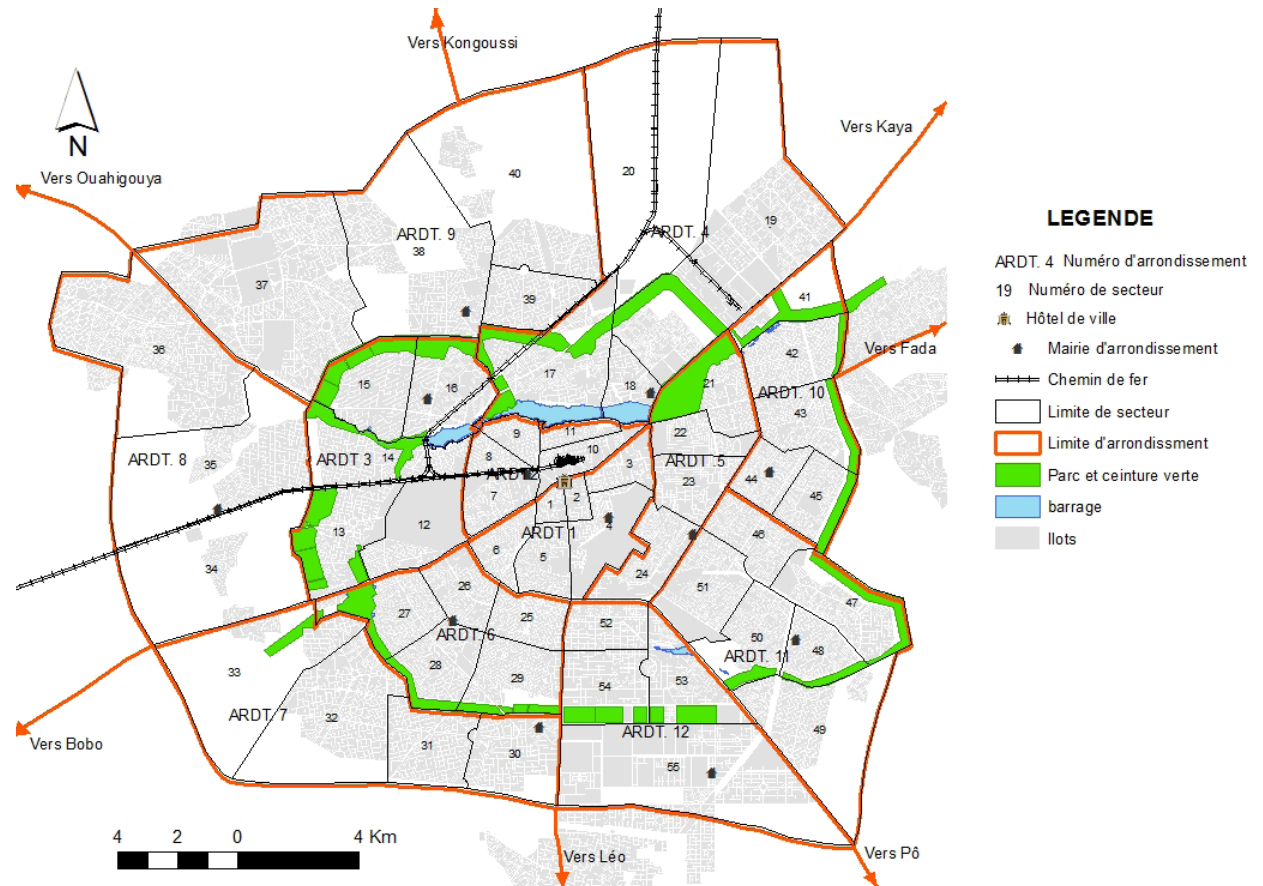 Vers Kongoussi
N
Vers Ouahigouya
Vers Kaya
40
20
19
ARDT. 9
38
ARDT. 4
37
39
41
36
Vers Fada
42
15
16
17
18
21
ARDT. 10
43
ARDT. 8
35
ARDT 3
14
9
11
22
8
10
3
ARDT. 5
23
44
45
7
1
2
4
13
12
ARDT 1
46
34
6
5
24
51
26
27
25
52
47
ARDT. 6
50
48
28
ARDT. 11
33
29
54
53
ARDT. 7
32
ARDT. 12
49
31
30
55
Vers Bobo
4 2 0 4 Km
Vers Léo
Vers Pô
LEGENDE
ARDT. 4 Numéro d'arrondissement
19 Numéro de secteur
Hôtel de ville
Mairie d'arrondissement
Chemin de fer
Limite de secteur
Limite d'arrondissment
Parc et ceinture verte
barrage
Ilots